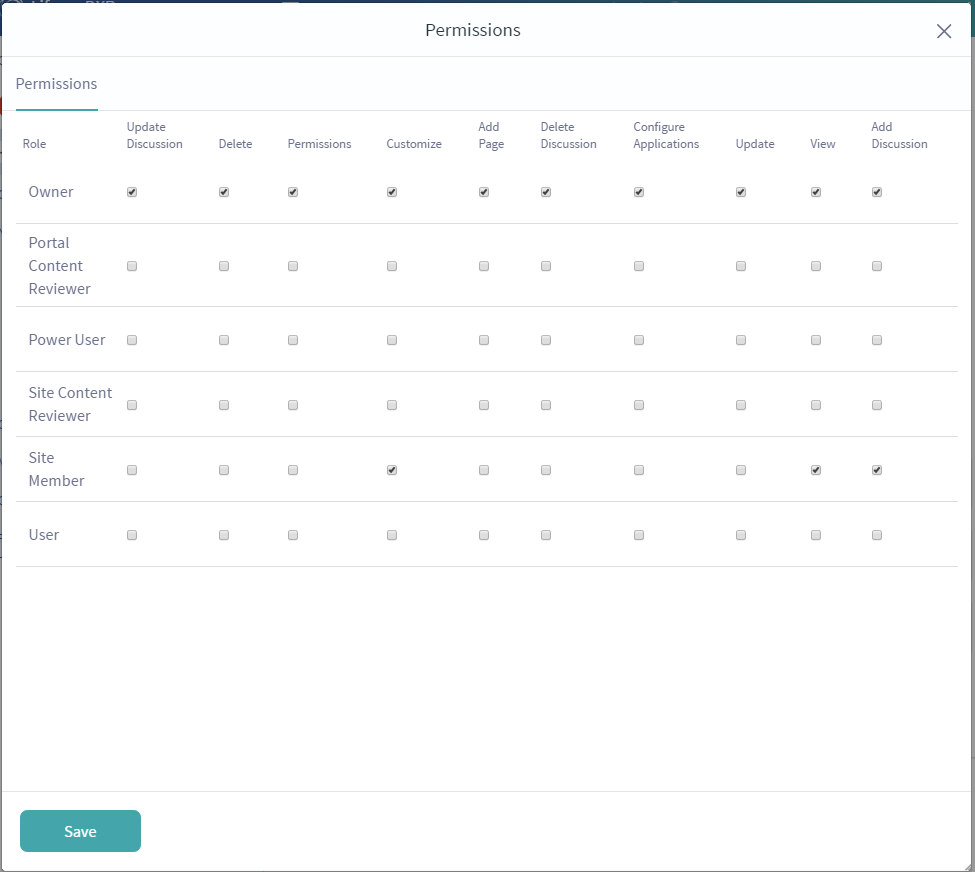 Permissions
Permissions
Role
Update
Discussion
Delete
Permissions
Customize
Add
Page
Delete
Discussion
Configure
Applications
Update
View
Add
Discussion
Owner
Portal
Content
Reviewer
Power User
Site Content
Reviewer
Site
Member
User
Save